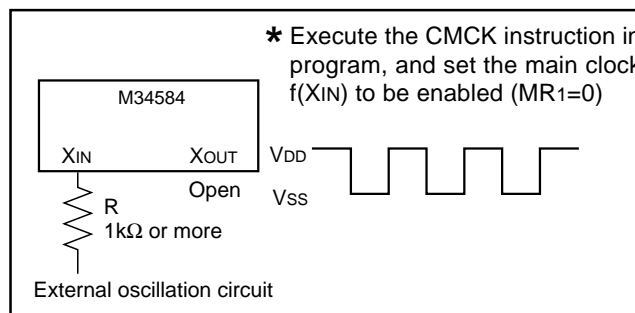 * Execute the CMCK instruction in
program, and set the main clock
f(XIN) to be enabled (MR1=0)
M34584
XIN XOUT
Open
VDD
VSS
R
1kΩ or more
External oscillation circuit